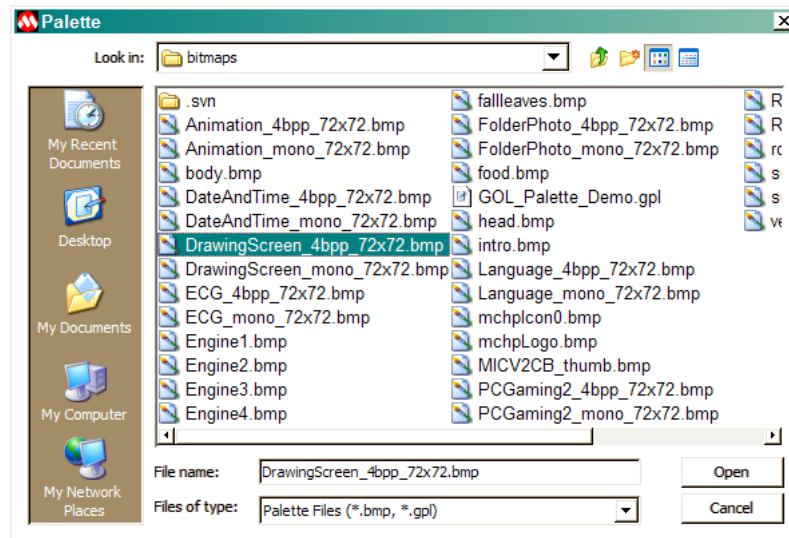 Palette
Look in:
bitmaps
My Recent
Documents
Desktop
My Documents
My Computer
My Network
Places
.svn
Animation_4bpp_72x72.bmp
Animation_mono_72x72.bmp
body.bmp
DateAndTime_4bpp_72x72.bmp
DateAndTime_mono_72x72.bmp
DrawingScreen_4bpp_72x72.bmp
DrawingScreen_mono_72x72.bmp
ECG_4bpp_72x72.bmp
ECG_mono_72x72.bmp
Engine1.bmp
Engine2.bmp
Engine3.bmp
Engine4.bmp
fallleaves.bmp
FolderPhoto_4bpp_72x72.bmp
FolderPhoto_mono_72x72.bmp
food.bmp
GOL_Palette_Demo.gpl
head.bmp
intro.bmp
Language_4bpp_72x72.bmp
Language_mono_72x72.bmp
mchpIcon0.bmp
mchpLogo.bmp
MICV2CB_thumb.bmp
PCGaming2_4bpp_72x72.bmp
PCGaming2_mono_72x72.bmp
File name:
DrawingScreen_4bpp_72x72.bmp
Open
Files of type:
Palette Files (*.bmp, *.gpl)
Cancel